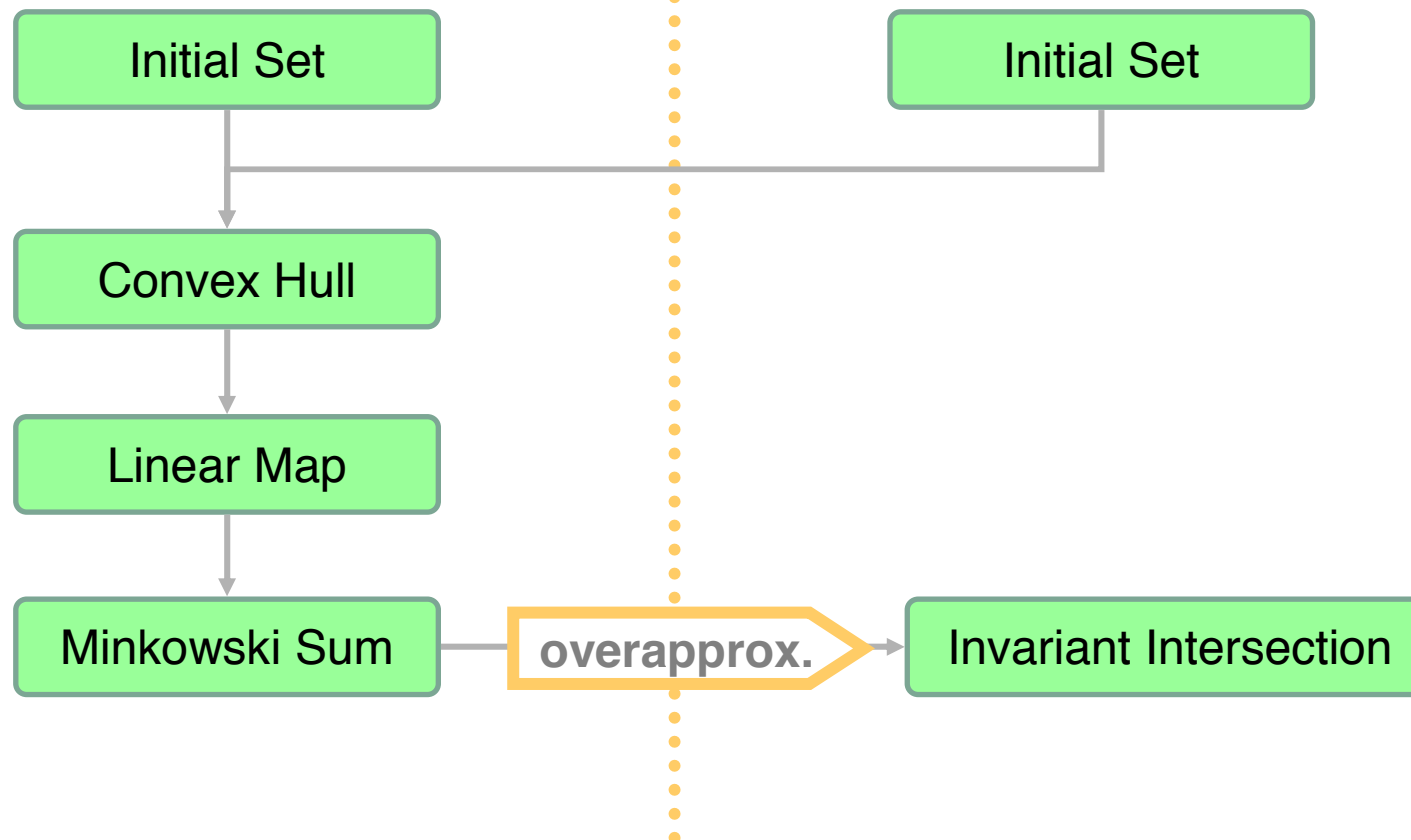 Initial Set
Initial Set
Convex Hull
Linear Map
Minkowski Sum
overapprox.
Invariant Intersection